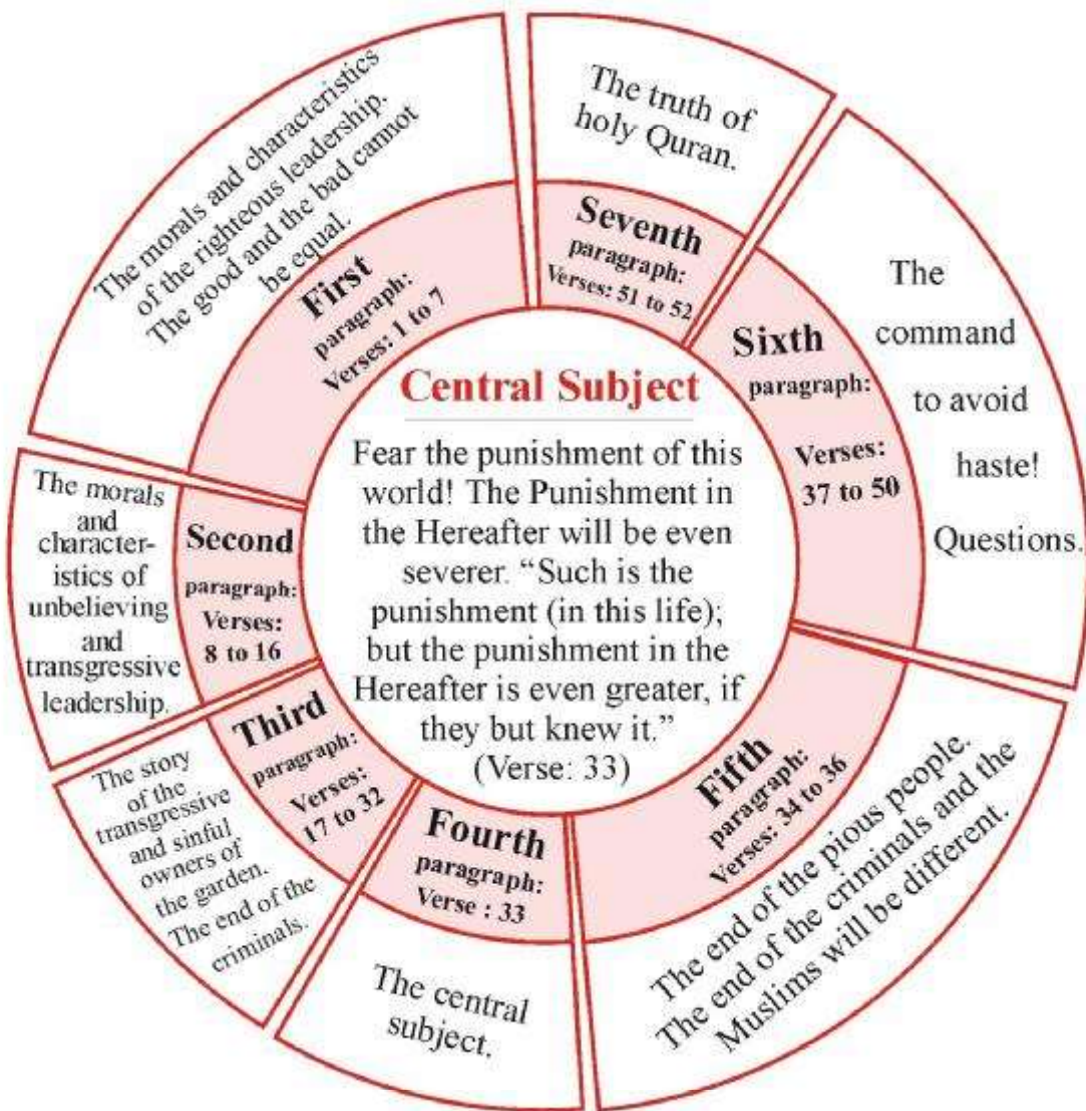 Central Subject
Fear the punishment of this
world! The Punishment in
the Hereafter will be even
severer. “Such is the
punishment (in this life);
but the punishment in the
Hereafter is even greater, if
they but knew it.”
(Verse: 33)
First
paragraph:
Verses: 1 to 7
The morals and characteristics
of the righteous leadership.
The good and the bad cannot
be equal.
Second
paragraph:
Verses:
8 to 16
The morals
and
character-
istics of
unbelieving
and
transgressive
leadership.
Third
paragraph:
Verses:
17 to 32
The story
of the
transgressive
and sinful
owners of
the garden.
The end of the
criminals.
Fourth
paragraph:
Verse : 33
The central
subject.
Fifth
paragraph:
Verses: 34 to 36
The end of the pious people.
The end of the criminals and the
Muslims will be different.
Sixth
paragraph:
Verses:
37 to 50
The
command
to avoid
haste!
Questions.
Seventh
paragraph:
Verses: 51 to 52
The truth of
holy Quran.